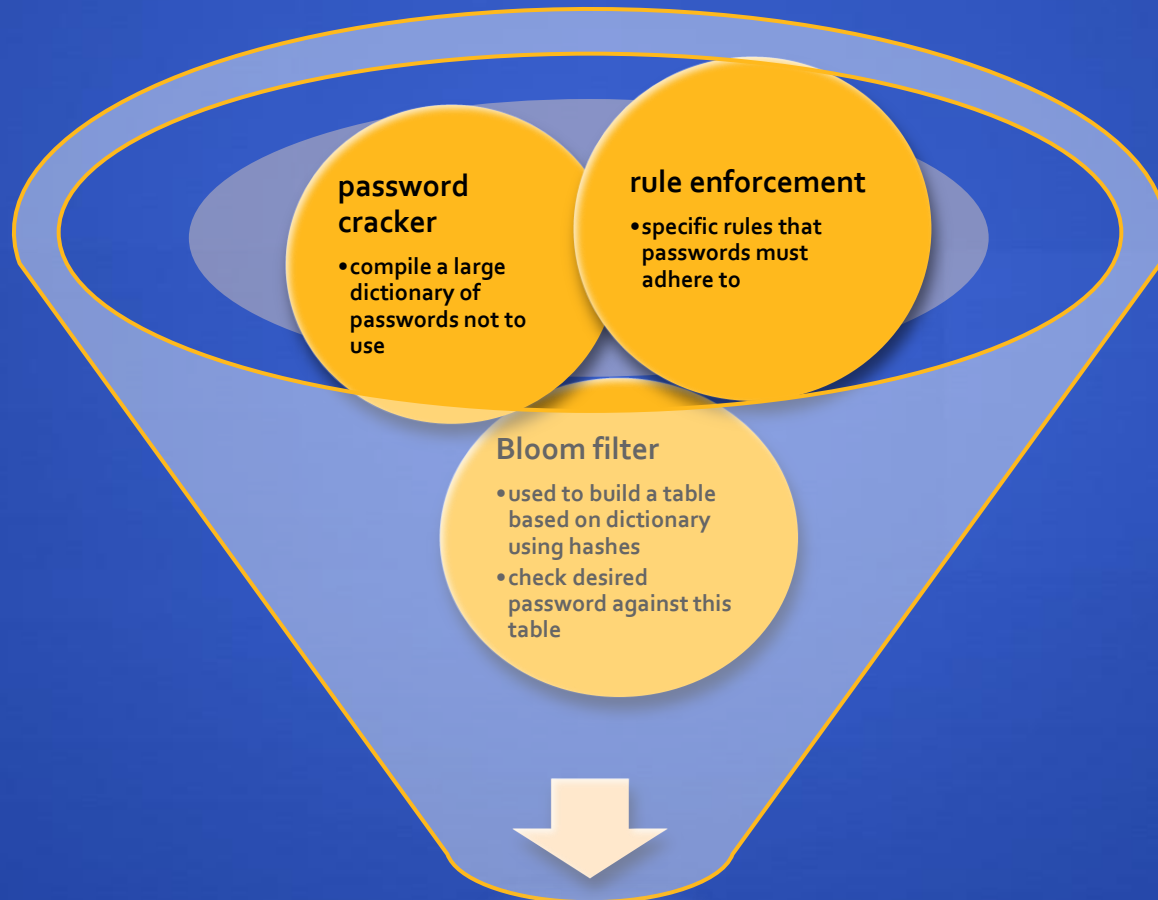 password
cracker
•compile a large
dictionary of
passwords not to
use
rule enforcement
•specific rules that
passwords must
adhere to
Bloom filter
•used to build a table
based on dictionary
using hashes
•check desired
password against this
table